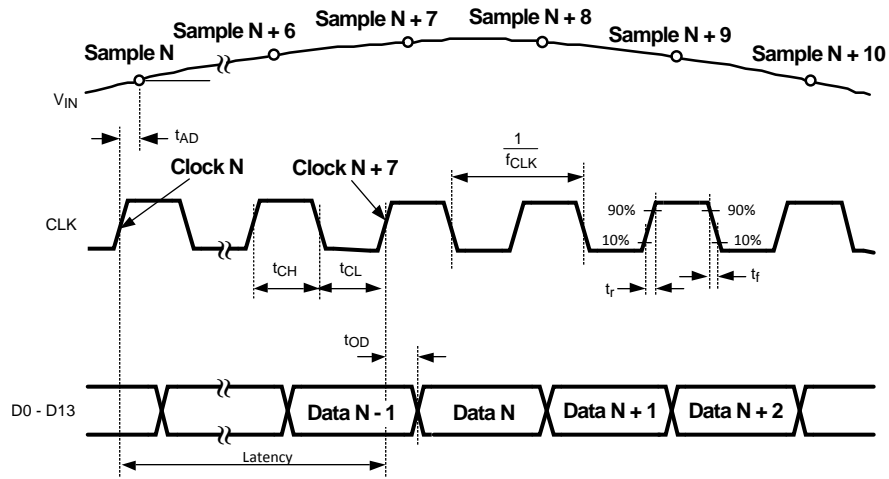 Sample N
Sample N + 6
Sample N + 7
Sample N + 8
Sample N + 9
Sample N + 10
VIN
tAD
Clock N
Clock N + 7
1
fCLK
CLK
90%
90%
10%
10%
tCH
tCL
tr
tf
tOD
D0 - D13
Data N - 1
Data N
Data N + 1
Data N + 2
Latency